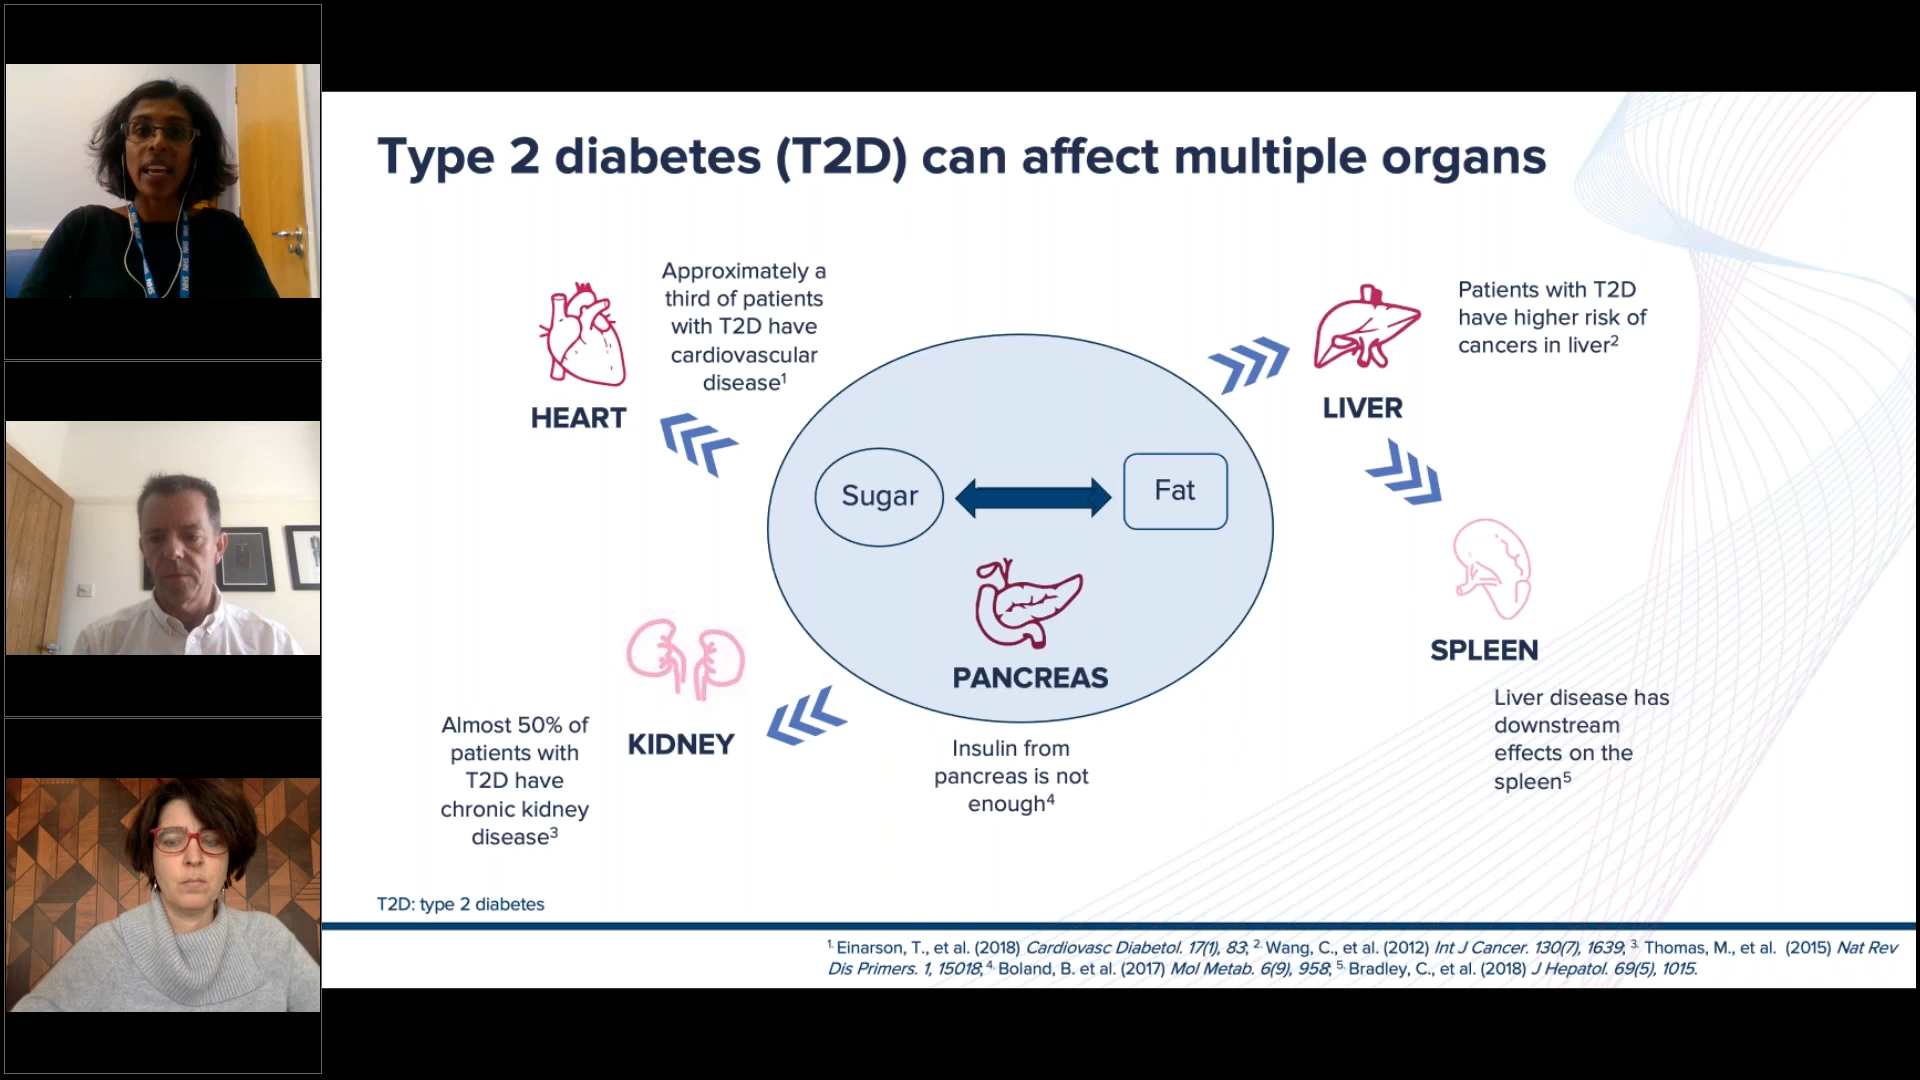 Type 2 diabetes (T2D) can affect multiple organs
Approximately a
third of patients
with T2D have
cardiovascular
disease¹
HEART
Patients with T2D
have higher risk of
cancers in liver²
LIVER
Sugar
Fat
PANCREAS
Insulin from
pancreas is not
enough⁴
SPLEEN
Liver disease has
downstream
effects on the
spleen⁵
KIDNEY
Almost 50% of
patients with
T2D have
chronic kidney
disease³
T2D: type 2 diabetes
¹· Einarson, T., et al. (2018) Cardiovasc Diabetol. 17(1), 83; ²· Wang, C., et al. (2012) Int J Cancer. 130(7), 1639; ³· Thomas, M., et al. (2015) Nat Rev
Dis Primers. 1, 15018; ⁴· Boland, B. et al. (2017) Mol Metab. 6(9), 958; ⁵· Bradley, C., et al. (2018) J Hepatol. 69(5), 1015.
NHS
NHS
NHS
NHS
NHS